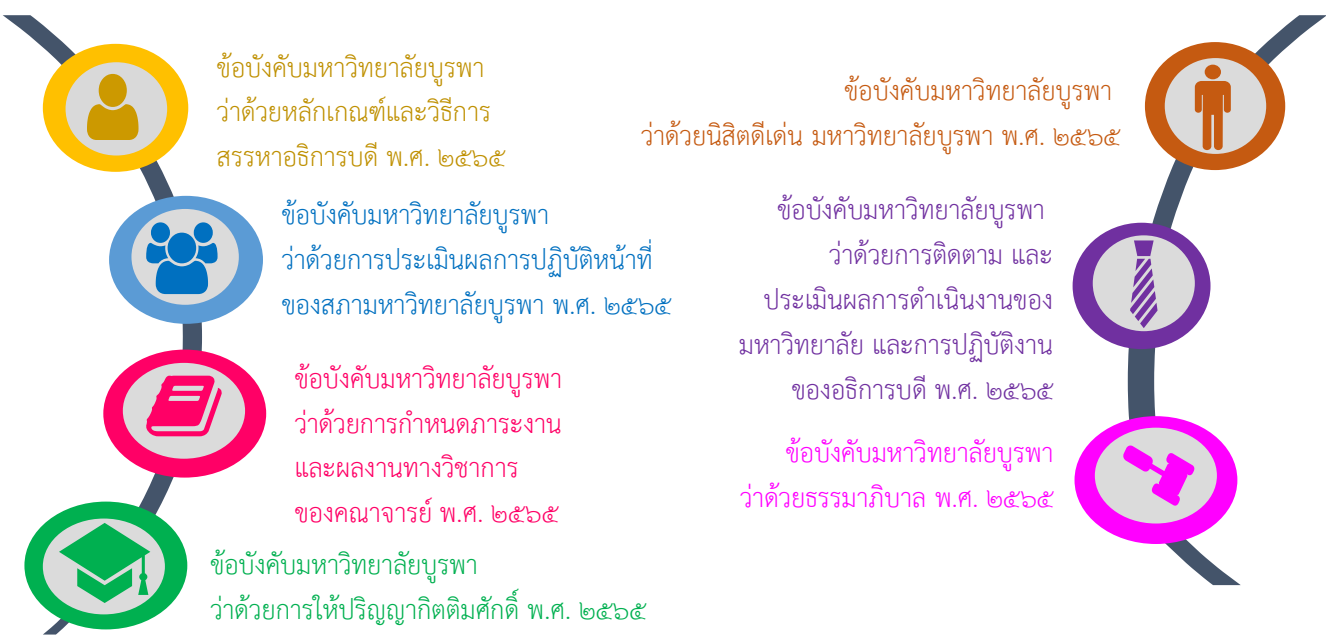 ข้อบังคับมหาวิทยาลัยบูรพา
ว่าด้วยหลักเกณฑ์และวิธีการ
สรรหาอธิการบดี พ.ศ. ๒๕๖๕
ข้อบังคับมหาวิทยาลัยบูรพา
ว่าด้วยการประเมินผลการปฏิบัติหน้าที่
ของสภามหาวิทยาลัยบูรพา พ.ศ. ๒๕๖๕
ข้อบังคับมหาวิทยาลัยบูรพา
ว่าด้วยการกำหนดภาระงาน
และผลงานทางวิชาการ
ของคณาจารย์ พ.ศ. ๒๕๖๕
ข้อบังคับมหาวิทยาลัยบูรพา
ว่าด้วยการให้ปริญญากิตติมศักดิ์ พ.ศ. ๒๕๖๕
ข้อบังคับมหาวิทยาลัยบูรพา
ว่าด้วยนิสิตดีเด่น มหาวิทยาลัยบูรพา พ.ศ. ๒๕๖๕
ข้อบังคับมหาวิทยาลัยบูรพา
ว่าด้วยการติดตาม และ
ประเมินผลการดำเนินงานของ
มหาวิทยาลัย และการปฏิบัติงาน
ของอธิการบดี พ.ศ. ๒๕๖๕
ข้อบังคับมหาวิทยาลัยบูรพา
ว่าด้วยธรรมาภิบาล พ.ศ. ๒๕๖๕